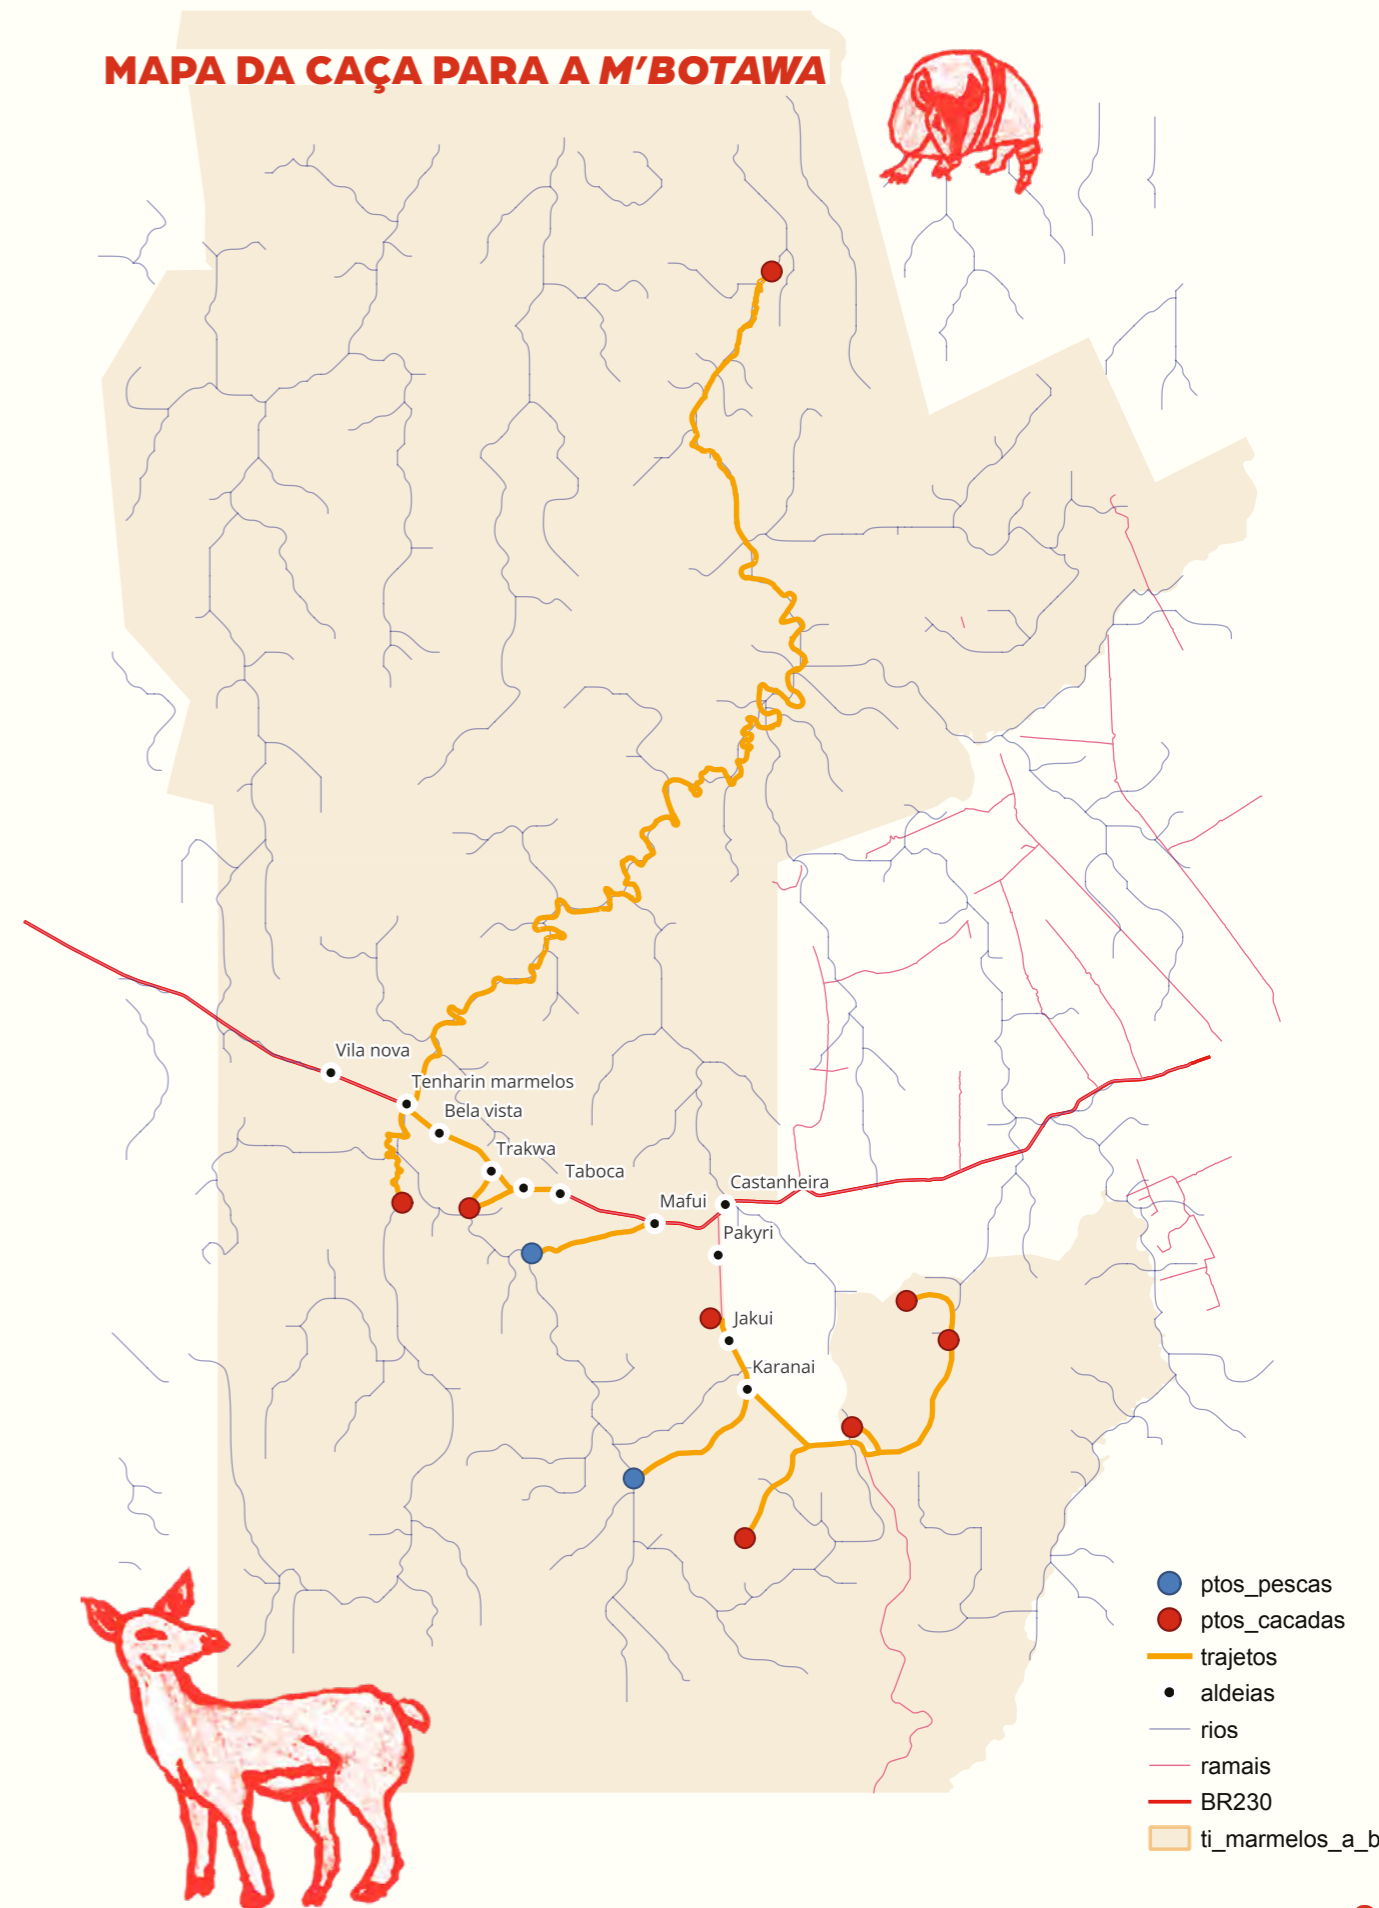 MAPA DA CAÇA PARA A M'BOTAWA
Vila nova
Tenharin marmelos
Bela vista
Trakwa
Taboca
Mafui
Castanheira
Pakyri
Jakui
Karanai
ptos_pescas
ptos_cacadas
trajetos
aldeias
rios
ramais
BR230
ti_marmelos_a_b